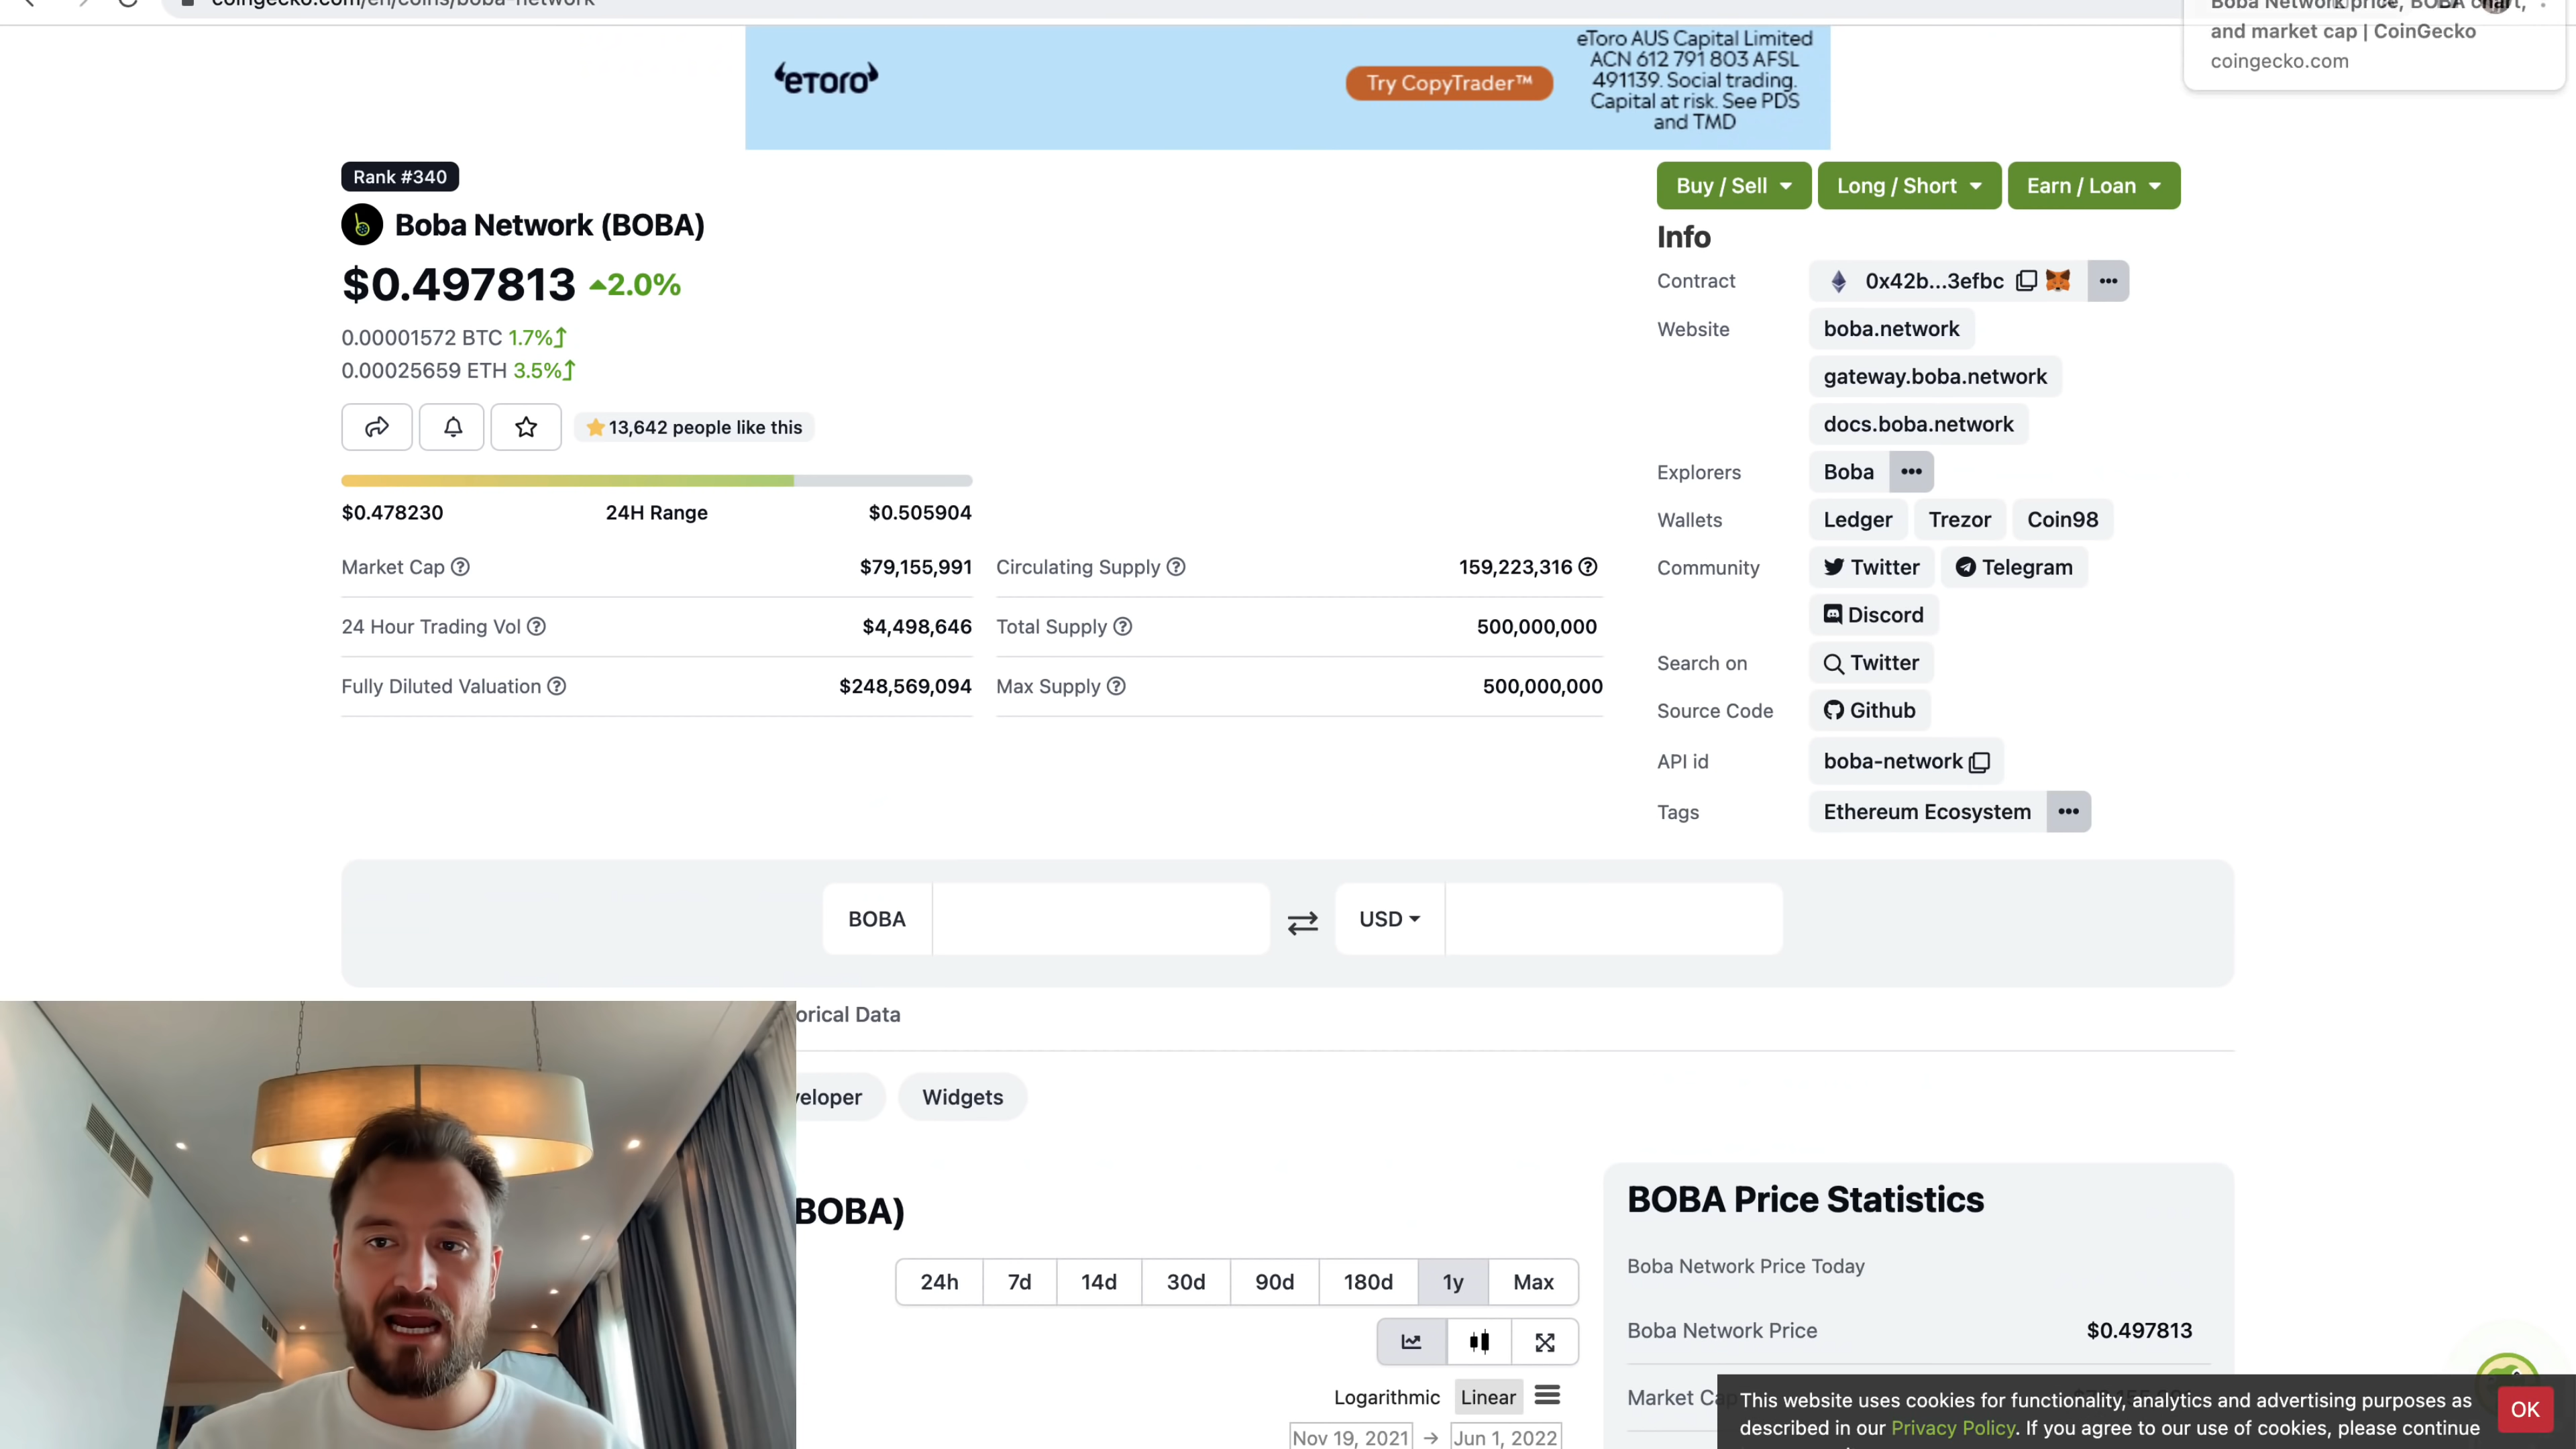 coingecko.com/en/coins/boba-network
Boba Network price, BOBA chart,
and market cap | CoinGecko
coingecko.com
eToro
Try CopyTrader™
eToro AUS Capital Limited
ACN 612 791 803 AFSL
491139. Social trading.
Capital at risk. See PDS
and TMD
Rank #340
Boba Network (BOBA)
$0.497813 2.0%
0.00001572 BTC 1.7%
0.00025659 ETH 3.5%
13,642 people like this
$0.478230 24H Range $0.505904
Market Cap $79,155,991 Circulating Supply 159,223,316
24 Hour Trading Vol $4,498,646 Total Supply 500,000,000
Fully Diluted Valuation $248,569,094 Max Supply 500,000,000
Buy / Sell Long / Short Earn / Loan
Info
Contract 0x42b...3efbc •••
Website boba.network
gateway.boba.network
docs.boba.network
Explorers Boba •••
Wallets Ledger Trezor Coin98
Community Twitter Telegram
Discord
Search on Twitter
Source Code Github
API id boba-network
Tags Ethereum Ecosystem •••
BOBA USD
orical Data
veloper Widgets
BOBA)
24h 7d 14d 30d 90d 180d 1y Max
Logarithmic Linear
Nov 19, 2021 → Jun 1, 2022
BOBA Price Statistics
Boba Network Price Today
Boba Network Price $0.497813
Market Ca
This website uses cookies for functionality, analytics and advertising purposes as
described in our Privacy Policy. If you agree to our use of cookies, please continue
OK